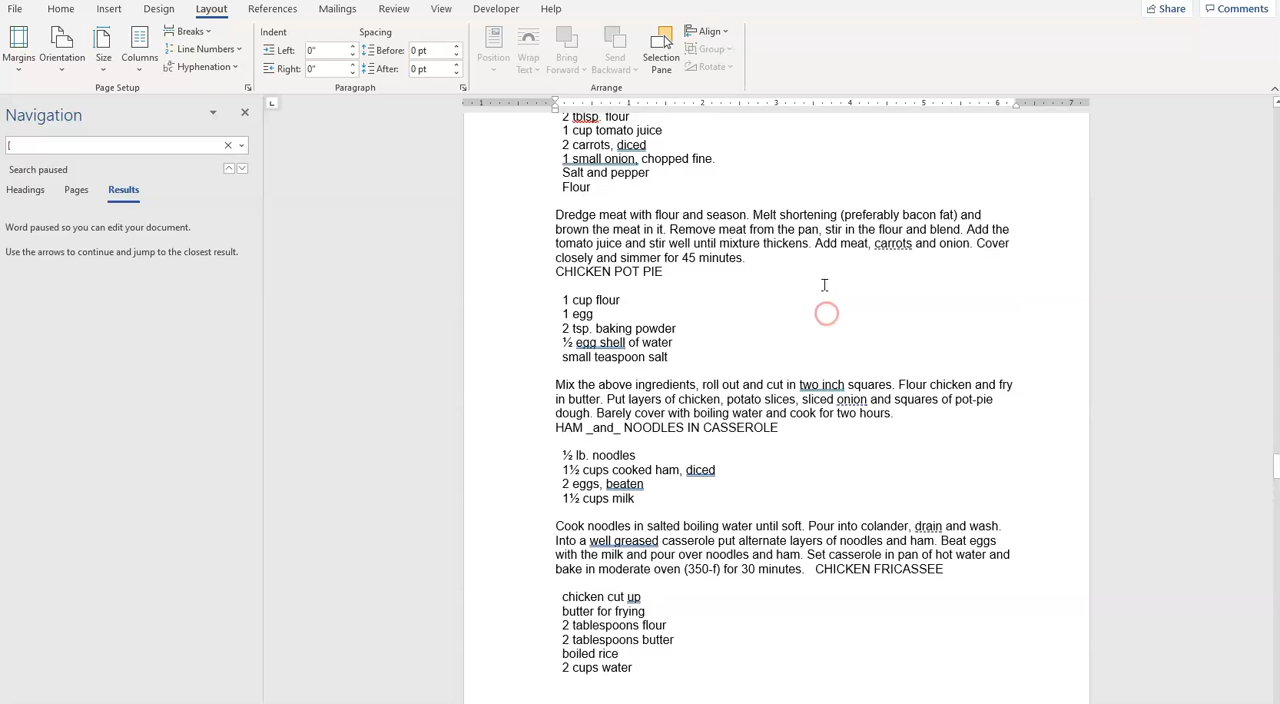 File Home Insert Design Layout References Mailings Review View Developer Help Share Comments
Indent Spacing
Breaks
Line Numbers
Hyphenation
Left: 0" Before: 0 pt
Right: 0" After: 0 pt
Margins Orientation Size Columns
Position Wrap Text Bring Forward Send Backward Selection Pane
Align
Group
Rotate
Page Setup Paragraph Arrange
Navigation
[
Search paused
Headings Pages Results
Word paused so you can edit your document.
Use the arrows to continue and jump to the closest result.
1 1 2 3 4 5 6 7
2 tblsp. flour
1 cup tomato juice
2 carrots, diced
1 small onion, chopped fine.
Salt and pepper
Flour
Dredge meat with flour and season. Melt shortening (preferably bacon fat) and
brown the meat in it. Remove meat from the pan, stir in the flour and blend. Add the
tomato juice and stir well until mixture thickens. Add meat, carrots and onion. Cover
closely and simmer for 45 minutes.
CHICKEN POT PIE
1 cup flour
1 egg
2 tsp. baking powder
½ egg shell of water
small teaspoon salt
Mix the above ingredients, roll out and cut in two inch squares. Flour chicken and fry
in butter. Put layers of chicken, potato slices, sliced onion and squares of pot-pie
dough. Barely cover with boiling water and cook for two hours.
HAM _and_ NOODLES IN CASSEROLE
½ lb. noodles
1½ cups cooked ham, diced
2 eggs, beaten
1½ cups milk
Cook noodles in salted boiling water until soft. Pour into colander, drain and wash.
Into a well greased casserole put alternate layers of noodles and ham. Beat eggs
with the milk and pour over noodles and ham. Set casserole in pan of hot water and
bake in moderate oven (350-f) for 30 minutes. CHICKEN FRICASSEE
chicken cut up
butter for frying
2 tablespoons flour
2 tablespoons butter
boiled rice
2 cups water